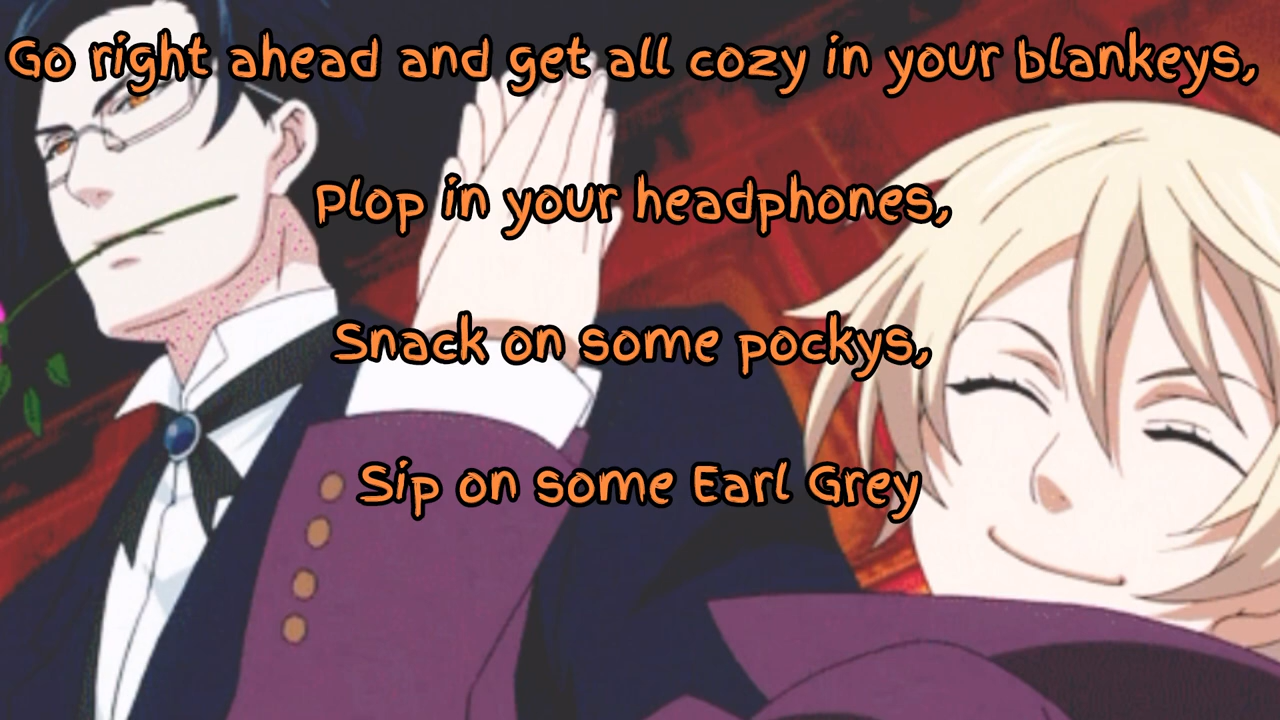 Go right ahead and get all cozy in your blankeys,
Plop in your headphones,
Snack on some pockys,
Sip on some Earl Grey